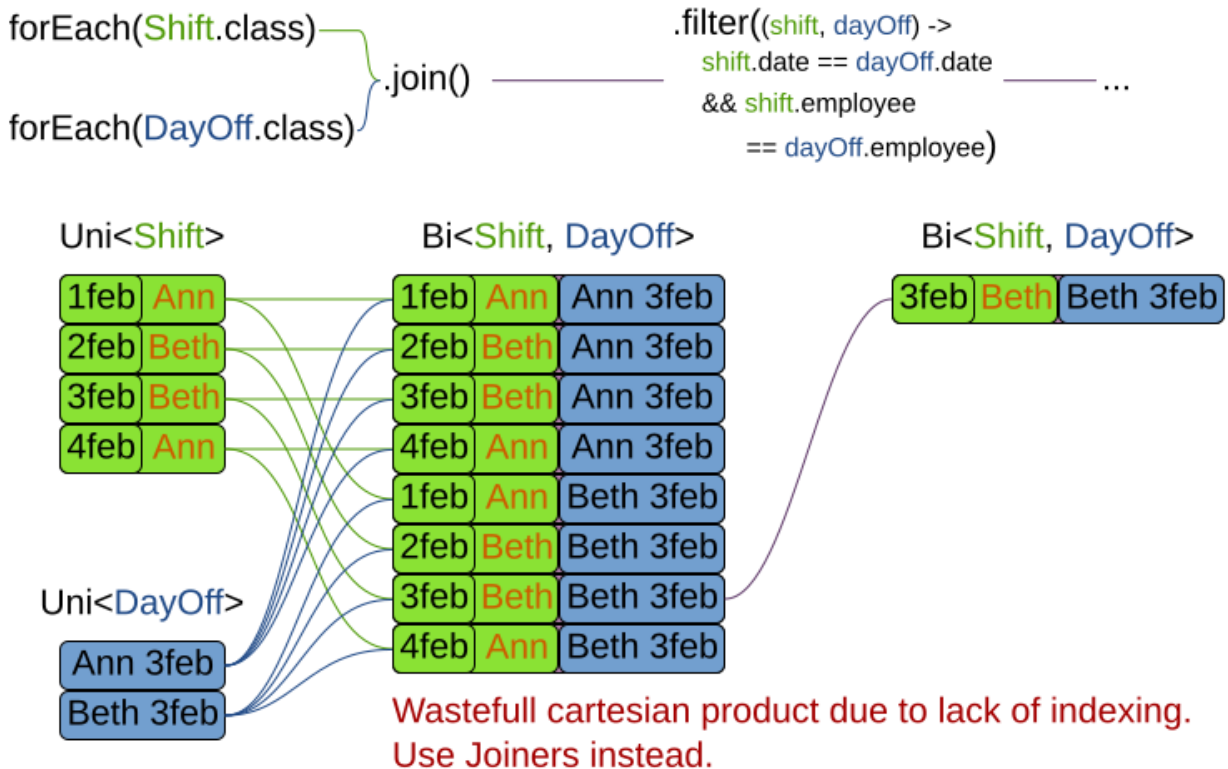 forEach(Shift.class)
forEach(DayOff.class)
.join()
.filter((shift, dayOff) ->
shift.date == dayOff.date
&& shift.employee
== dayOff.employee)
...
Uni<Shift>
1feb Ann
2feb Beth
3feb Beth
4feb Ann
Uni<DayOff>
Ann 3feb
Beth 3feb
Bi<Shift, DayOff>
1feb Ann Ann 3feb
2feb Beth Ann 3feb
3feb Beth Ann 3feb
4feb Ann Ann 3feb
1feb Ann Beth 3feb
2feb Beth Beth 3feb
3feb Beth Beth 3feb
4feb Ann Beth 3feb
Bi<Shift, DayOff>
3feb Beth Beth 3feb
Wastefull cartesian product due to lack of indexing.
Use Joiners instead.